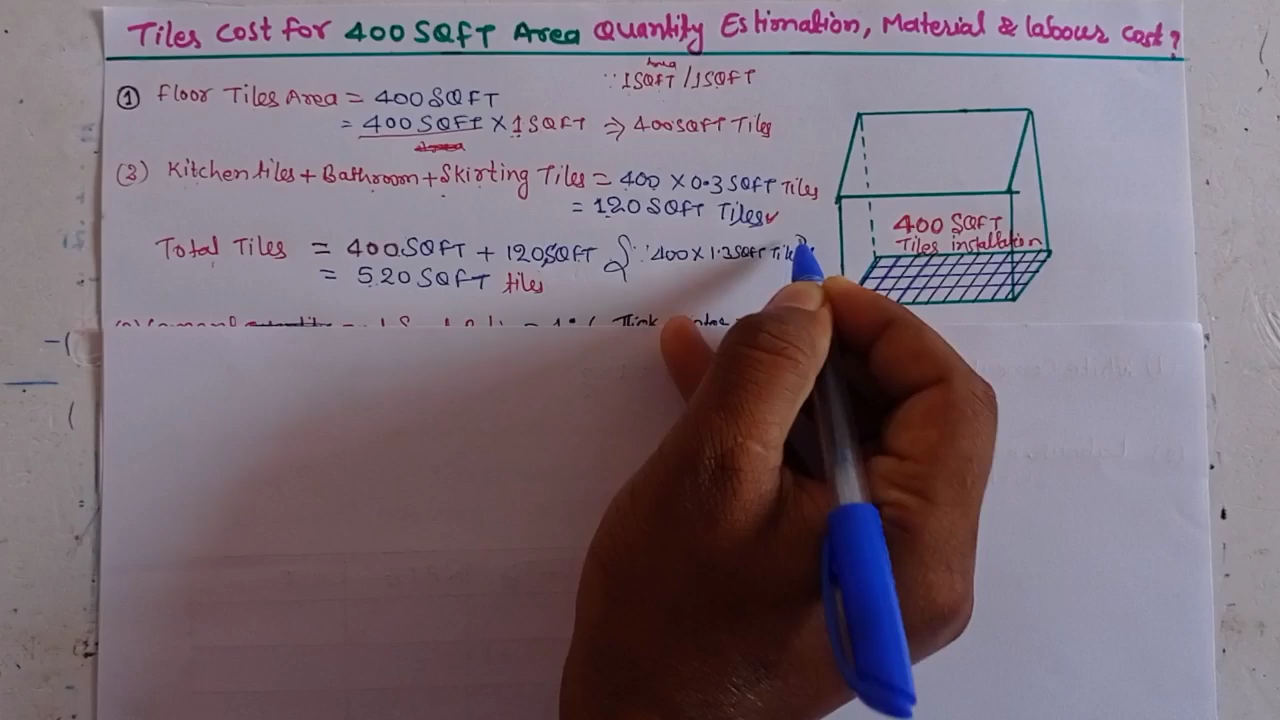 Tiles Cost for 400 SQFT Area Quantity Estimation, Material & labour cost?
Area
∵ 1SQFT / 1SQFT
① Floor Tiles Area = 400 SQFT
= 400 SQFT × 1 SQFT ⇒ 400 SQFT Tiles
(3) Kitchen tiles + Bathroom + Skirting Tiles = 400 × 0.3 SQFT Tiles
= 120 SQFT Tiles✓
Total Tiles = 400 SQFT + 120 SQFT { ∵ 400 × 1.3 SQFT
= 520 SQFT tiles
400 SQFT
Tiles installation